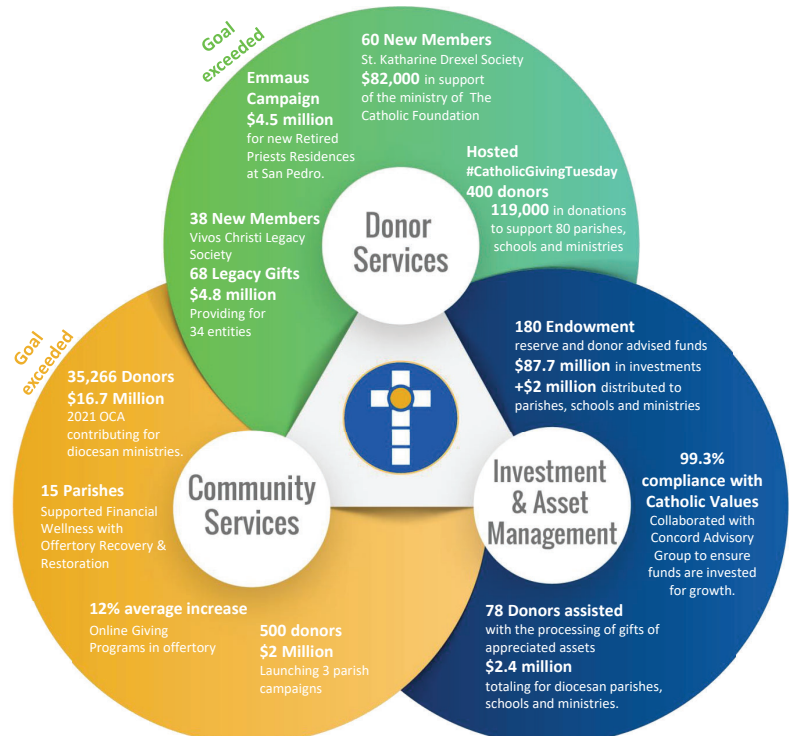 Goal
exceeded
Emmaus
Campaign
$4.5 million
for new Retired
Priests Residences
at San Pedro.
60 New Members
St. Katharine Drexel Society
$82,000 in support
of the ministry of The
Catholic Foundation
Hosted
#CatholicGivingTuesday
400 donors
119,000 in donations
to support 80 parishes,
schools and ministries
38 New Members
Vivos Christi Legacy
Society
68 Legacy Gifts
$4.8 million
Providing for
34 entities
Donor
Services
Goal
exceeded
35,266 Donors
$16.7 Million
2021 OCA
contributing for
diocesan ministries.
15 Parishes
Supported Financial
Wellness with
Offertory Recovery &
Restoration
12% average increase
Online Giving
Programs in offertory
500 donors
$2 Million
Launching 3 parish
campaigns
Community
Services
180 Endowment
reserve and donor advised funds
$87.7 million in investments
+$2 million distributed to
parishes, schools and ministries
Investment
& Asset
Management
99.3%
compliance with
Catholic Values
Collaborated with
Concord Advisory
Group to ensure
funds are invested
for growth.
78 Donors assisted
with the processing of gifts of
appreciated assets
$2.4 million
totaling for diocesan parishes,
schools and ministries.